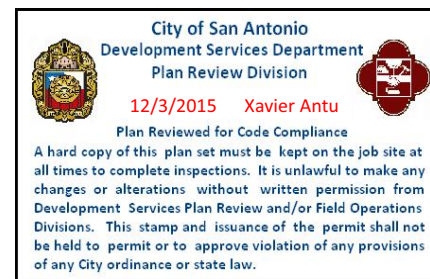 City of San Antonio
Development Services Department
Plan Review Division
12/3/2015 Xavier Antu
Plan Reviewed for Code Compliance
A hard copy of this plan set must be kept on the job site at
all times to complete inspections. It is unlawful to make any
changes or alterations without written permission from
Development Services Plan Review and/or Field Operations
Divisions. This stamp and issuance of the permit shall not
be held to permit or to approve violation of any provisions
of any City ordinance or state law.